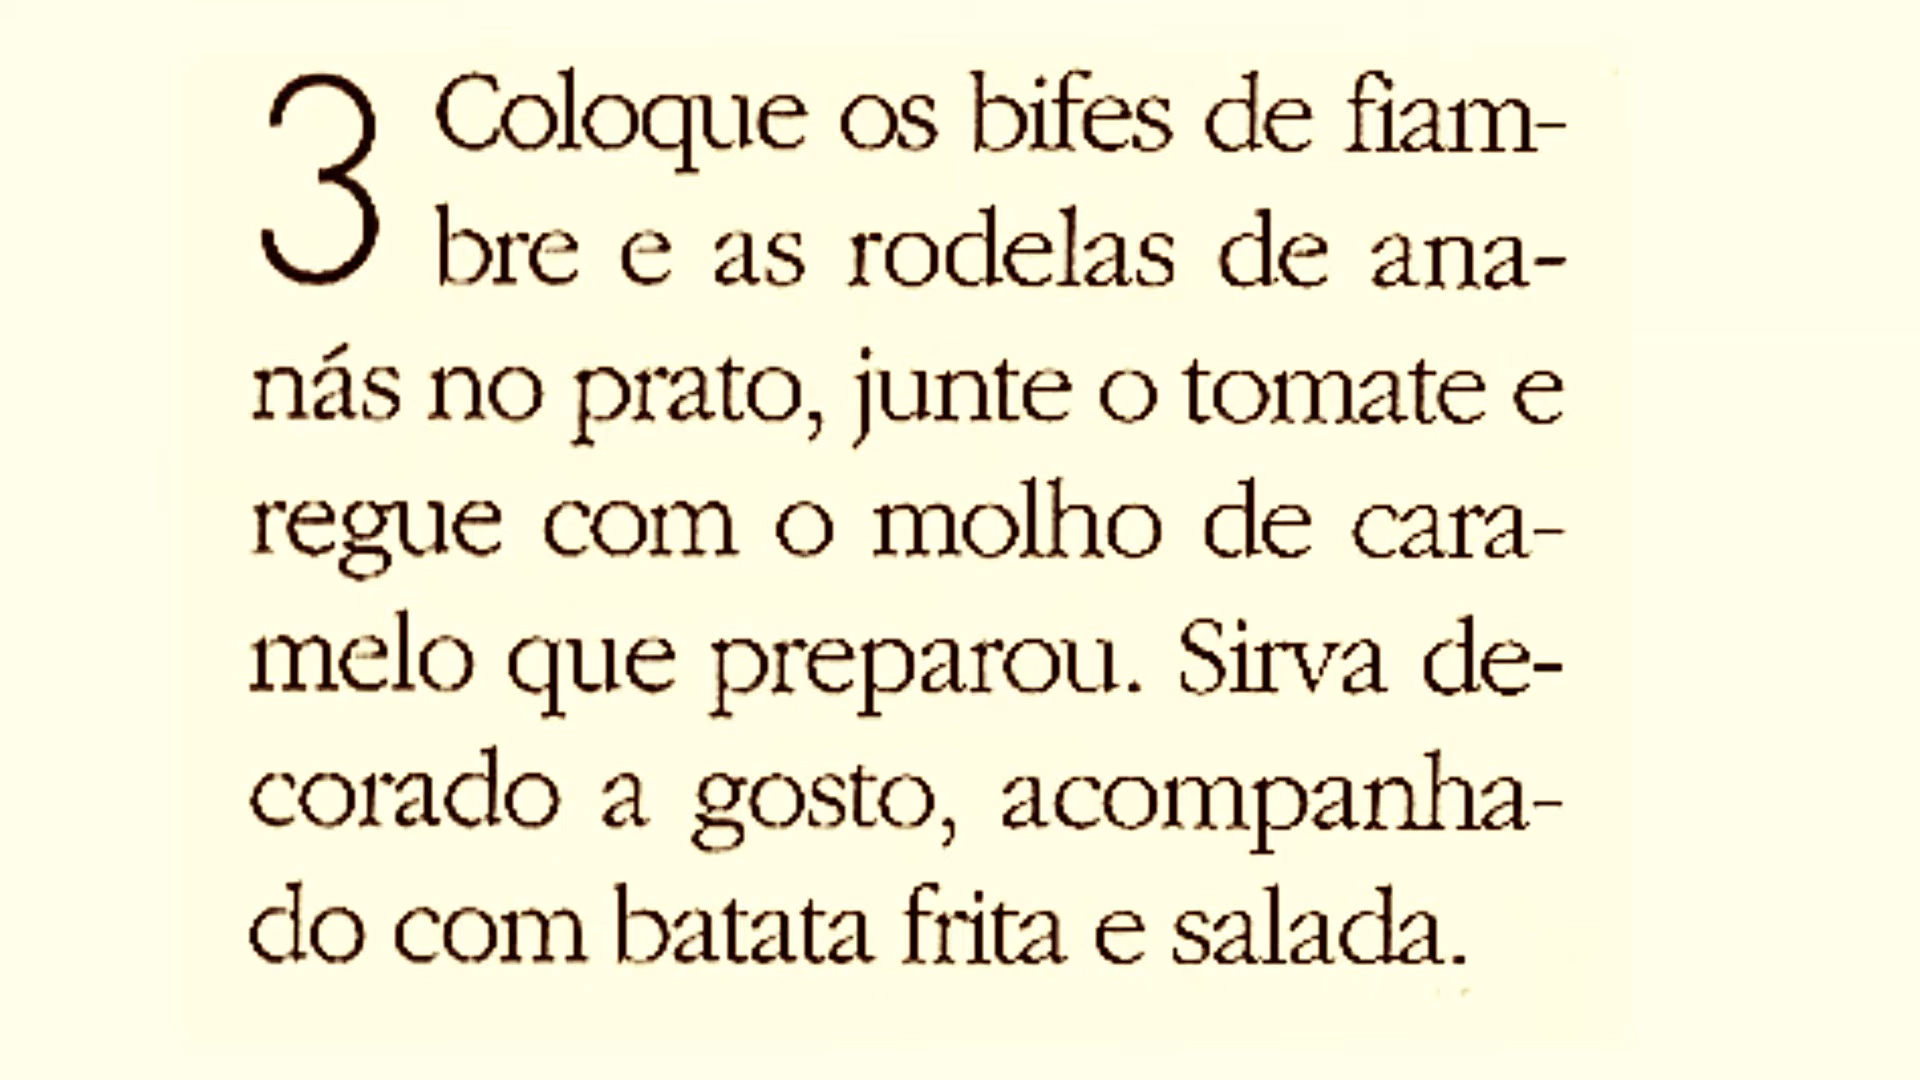 3 Coloque os bifes de fiam-
bre e as rodelas de ana-
nás no prato, junte o tomate e
regue com o molho de cara-
melo que preparou. Sirva de-
corado a gosto, acompanha-
do com batata frita e salada.